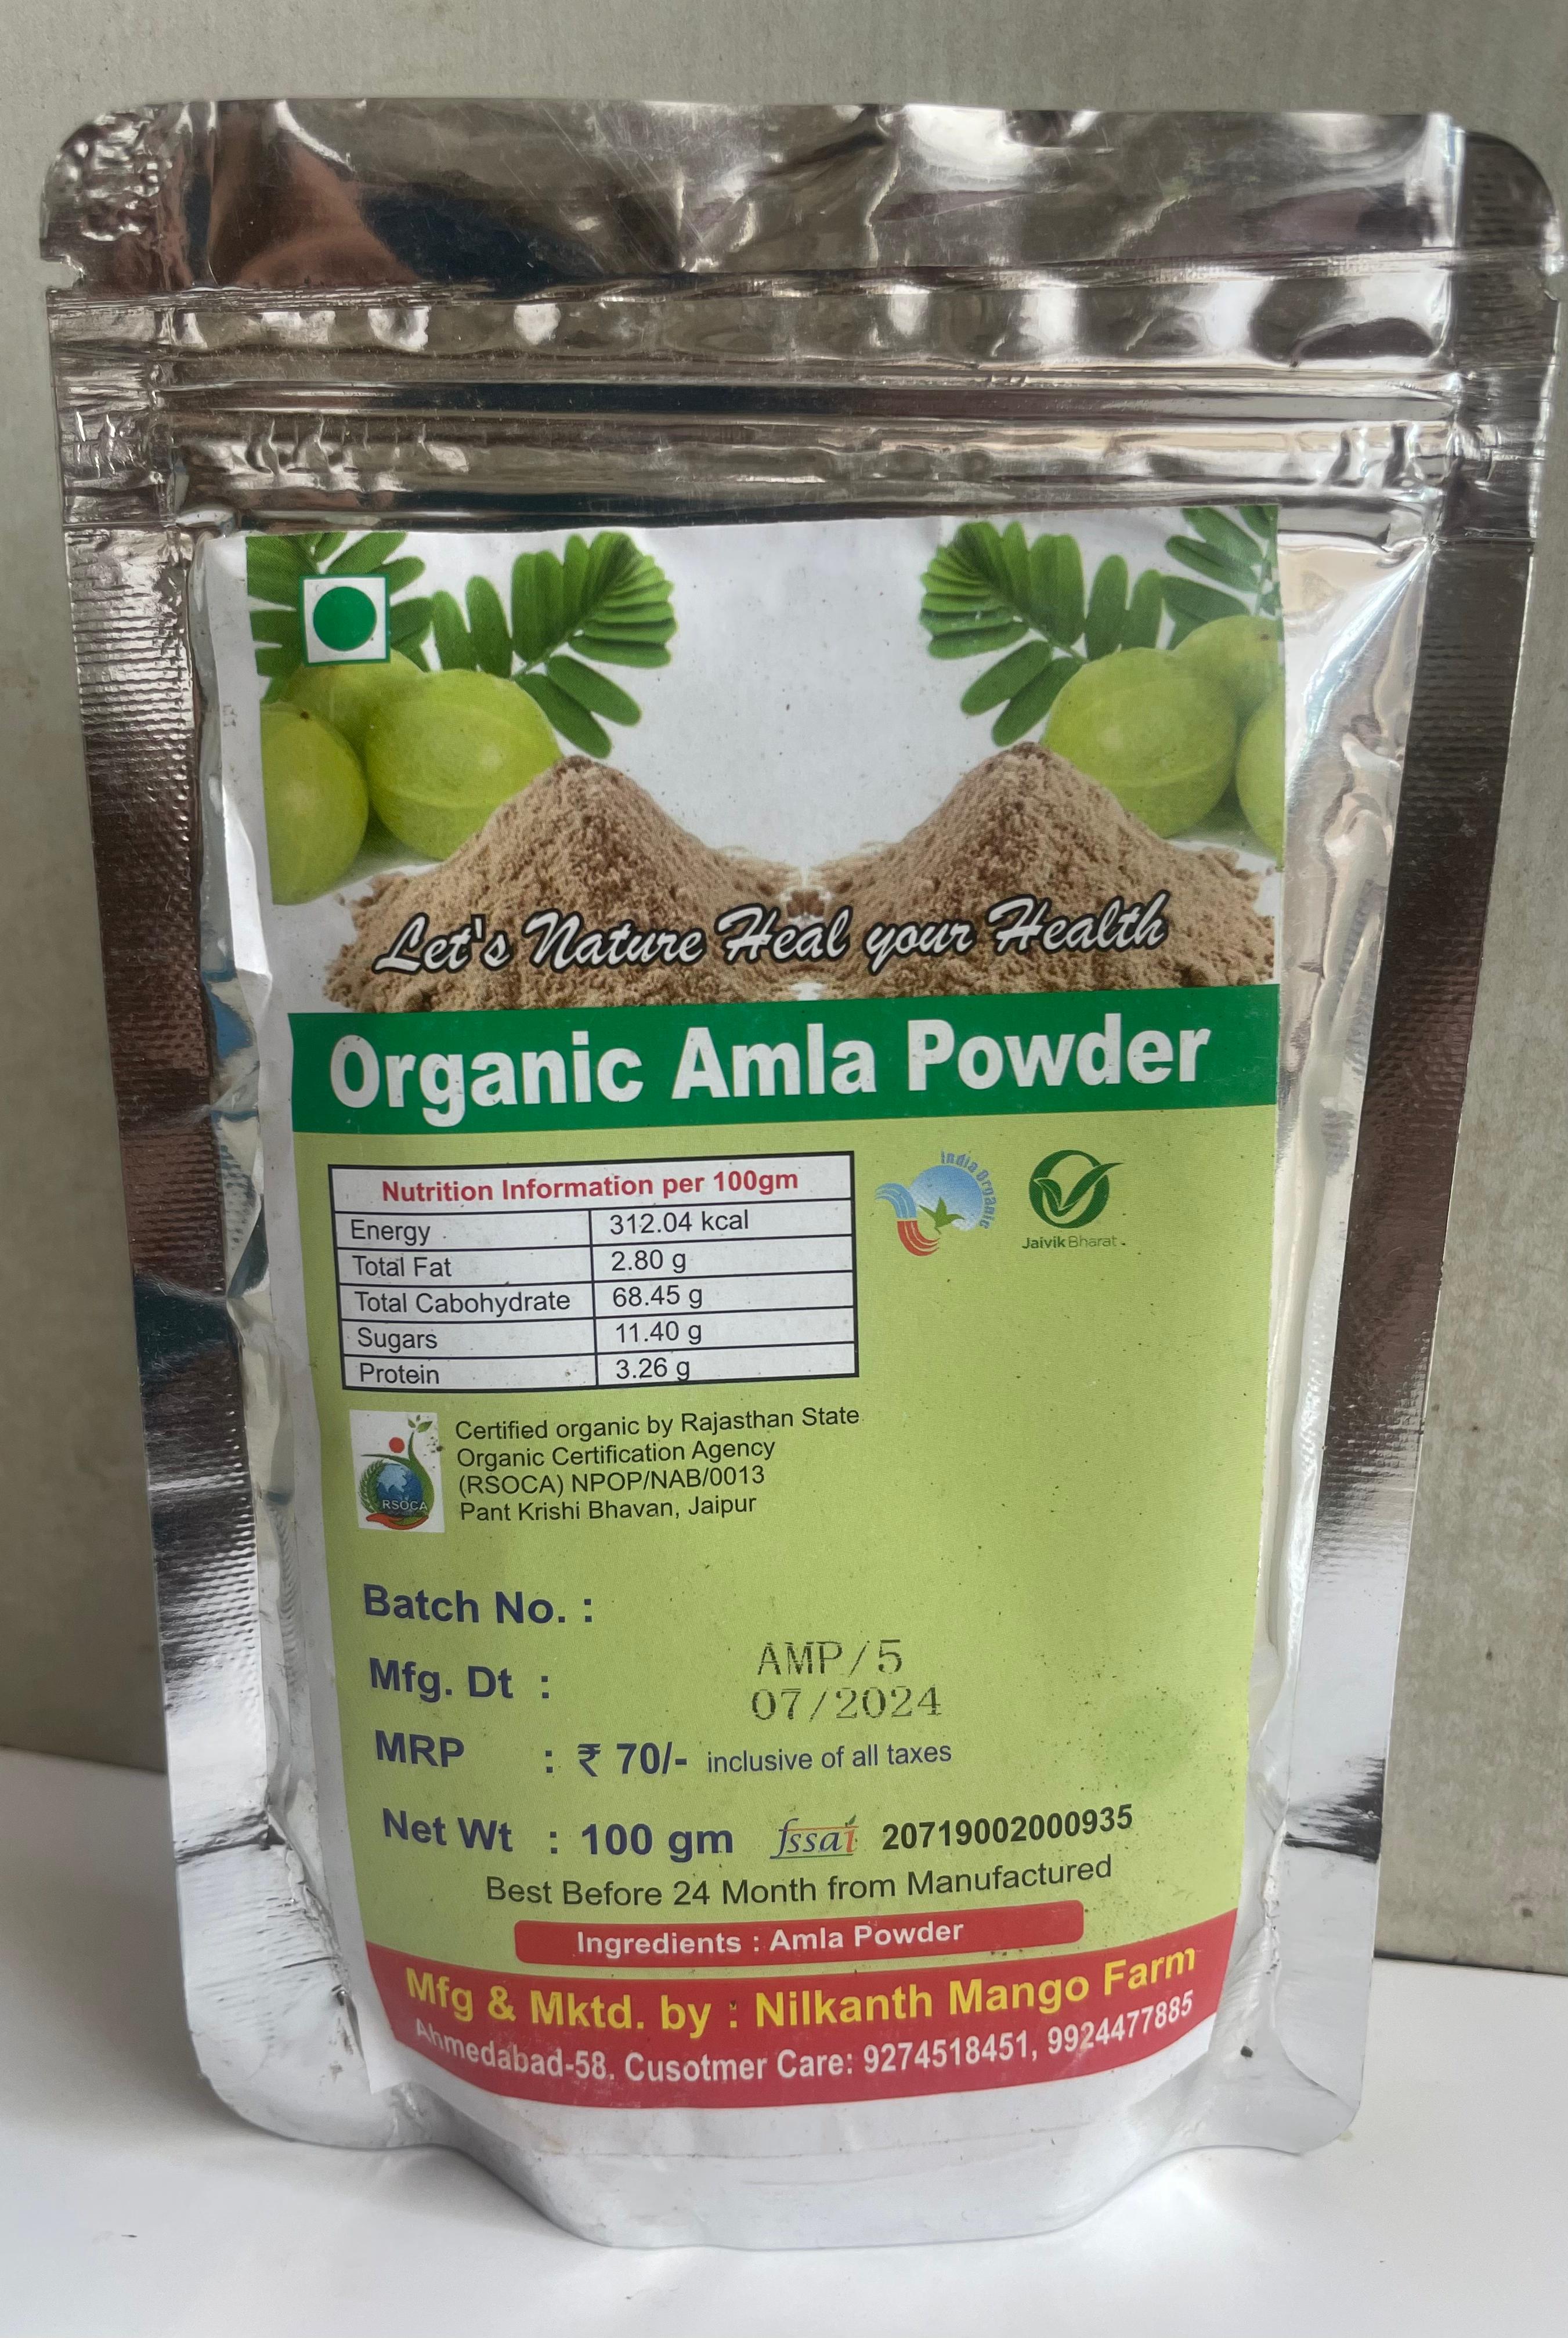 Let's Nature Heal your Health
Organic Amla Powder
Nutrition Information per 100gm
Energy 312.04 kcal
Total Fat 2.80 g
Total Cabohydrate 68.45 g
Sugars 11.40 g
Protein 3.26 g
India Organic
Jaivik Bharat
RSOCA
Certified organic by Rajasthan State
Organic Certification Agency
(RSOCA) NPOP/NAB/0013
Pant Krishi Bhavan, Jaipur
Batch No. :
AMP/5
Mfg. Dt :
07/2024
MRP : ₹ 70/- inclusive of all taxes
Net Wt : 100 gm fssai 20719002000935
Best Before 24 Month from Manufactured
Ingredients : Amla Powder
Mfg & Mktd. by : Nilkanth Mango Farm
Ahmedabad-58. Cusotmer Care: 9274518451, 9924477885